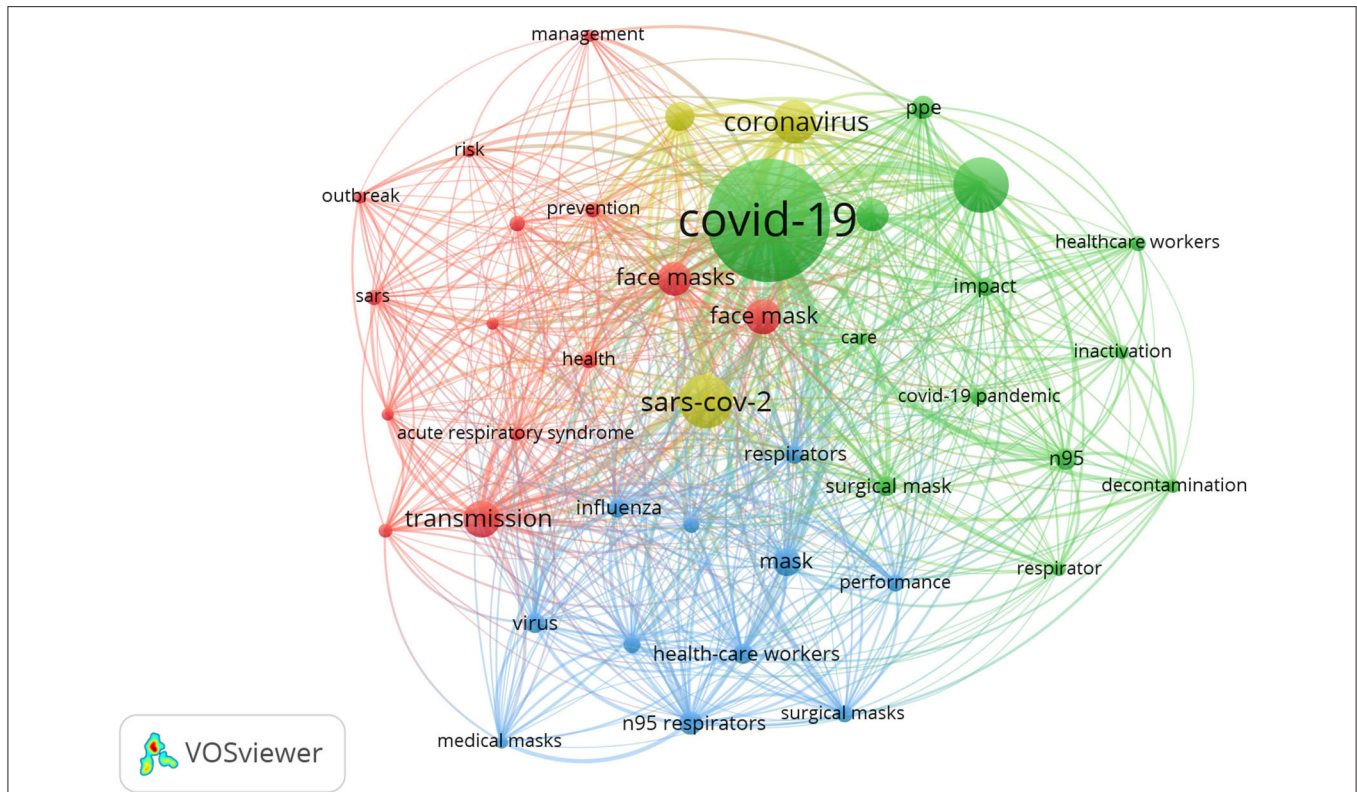 management
ppe
coronavirus
risk
outbreak
prevention
covid-19
healthcare workers
face masks
impact
sars
face mask
care
inactivation
health
covid-19 pandemic
sars-cov-2
acute respiratory syndrome
respirators
n95
surgical mask
decontamination
influenza
transmission
mask
respirator
performance
virus
health-care workers
surgical masks
n95 respirators
medical masks
VOSviewer